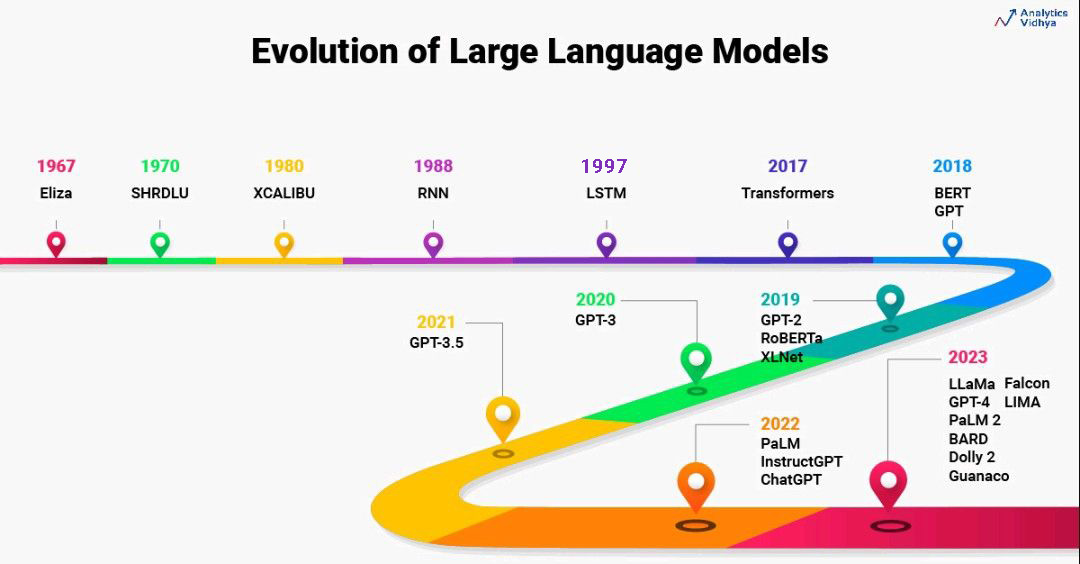 Analytics
Vidhya
Evolution of Large Language Models
1967
Eliza
1970
SHRDLU
1980
XCALIBU
1988
RNN
1997
LSTM
2017
Transformers
2018
BERT
GPT
2019
GPT-2
RoBERTa
XLNet
2020
GPT-3
2021
GPT-3.5
2022
PaLM
InstructGPT
ChatGPT
2023
LLaMa Falcon
GPT-4 LIMA
PaLM 2
BARD
Dolly 2
Guanaco